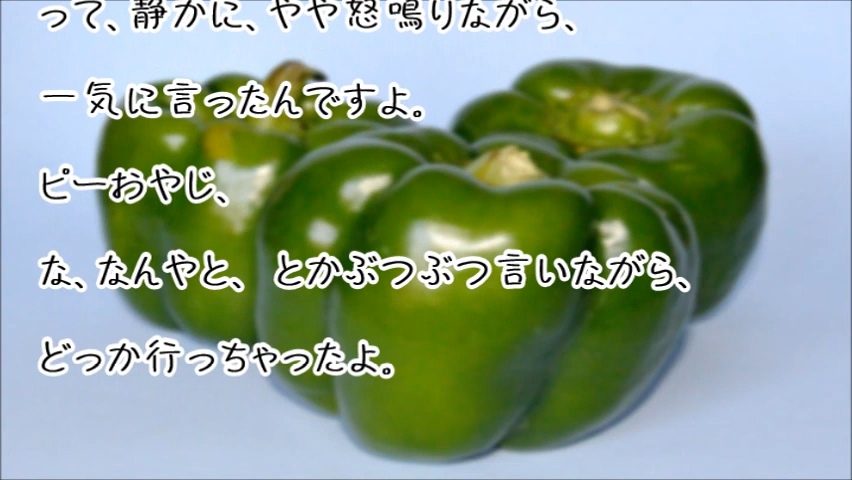 って、静かに、やや怒鳴りながら、
一気に言ったんですよ。
ピーおやじ、
な、なんやと、とかぶつぶつ言いながら、
どっか行っちゃったよ。